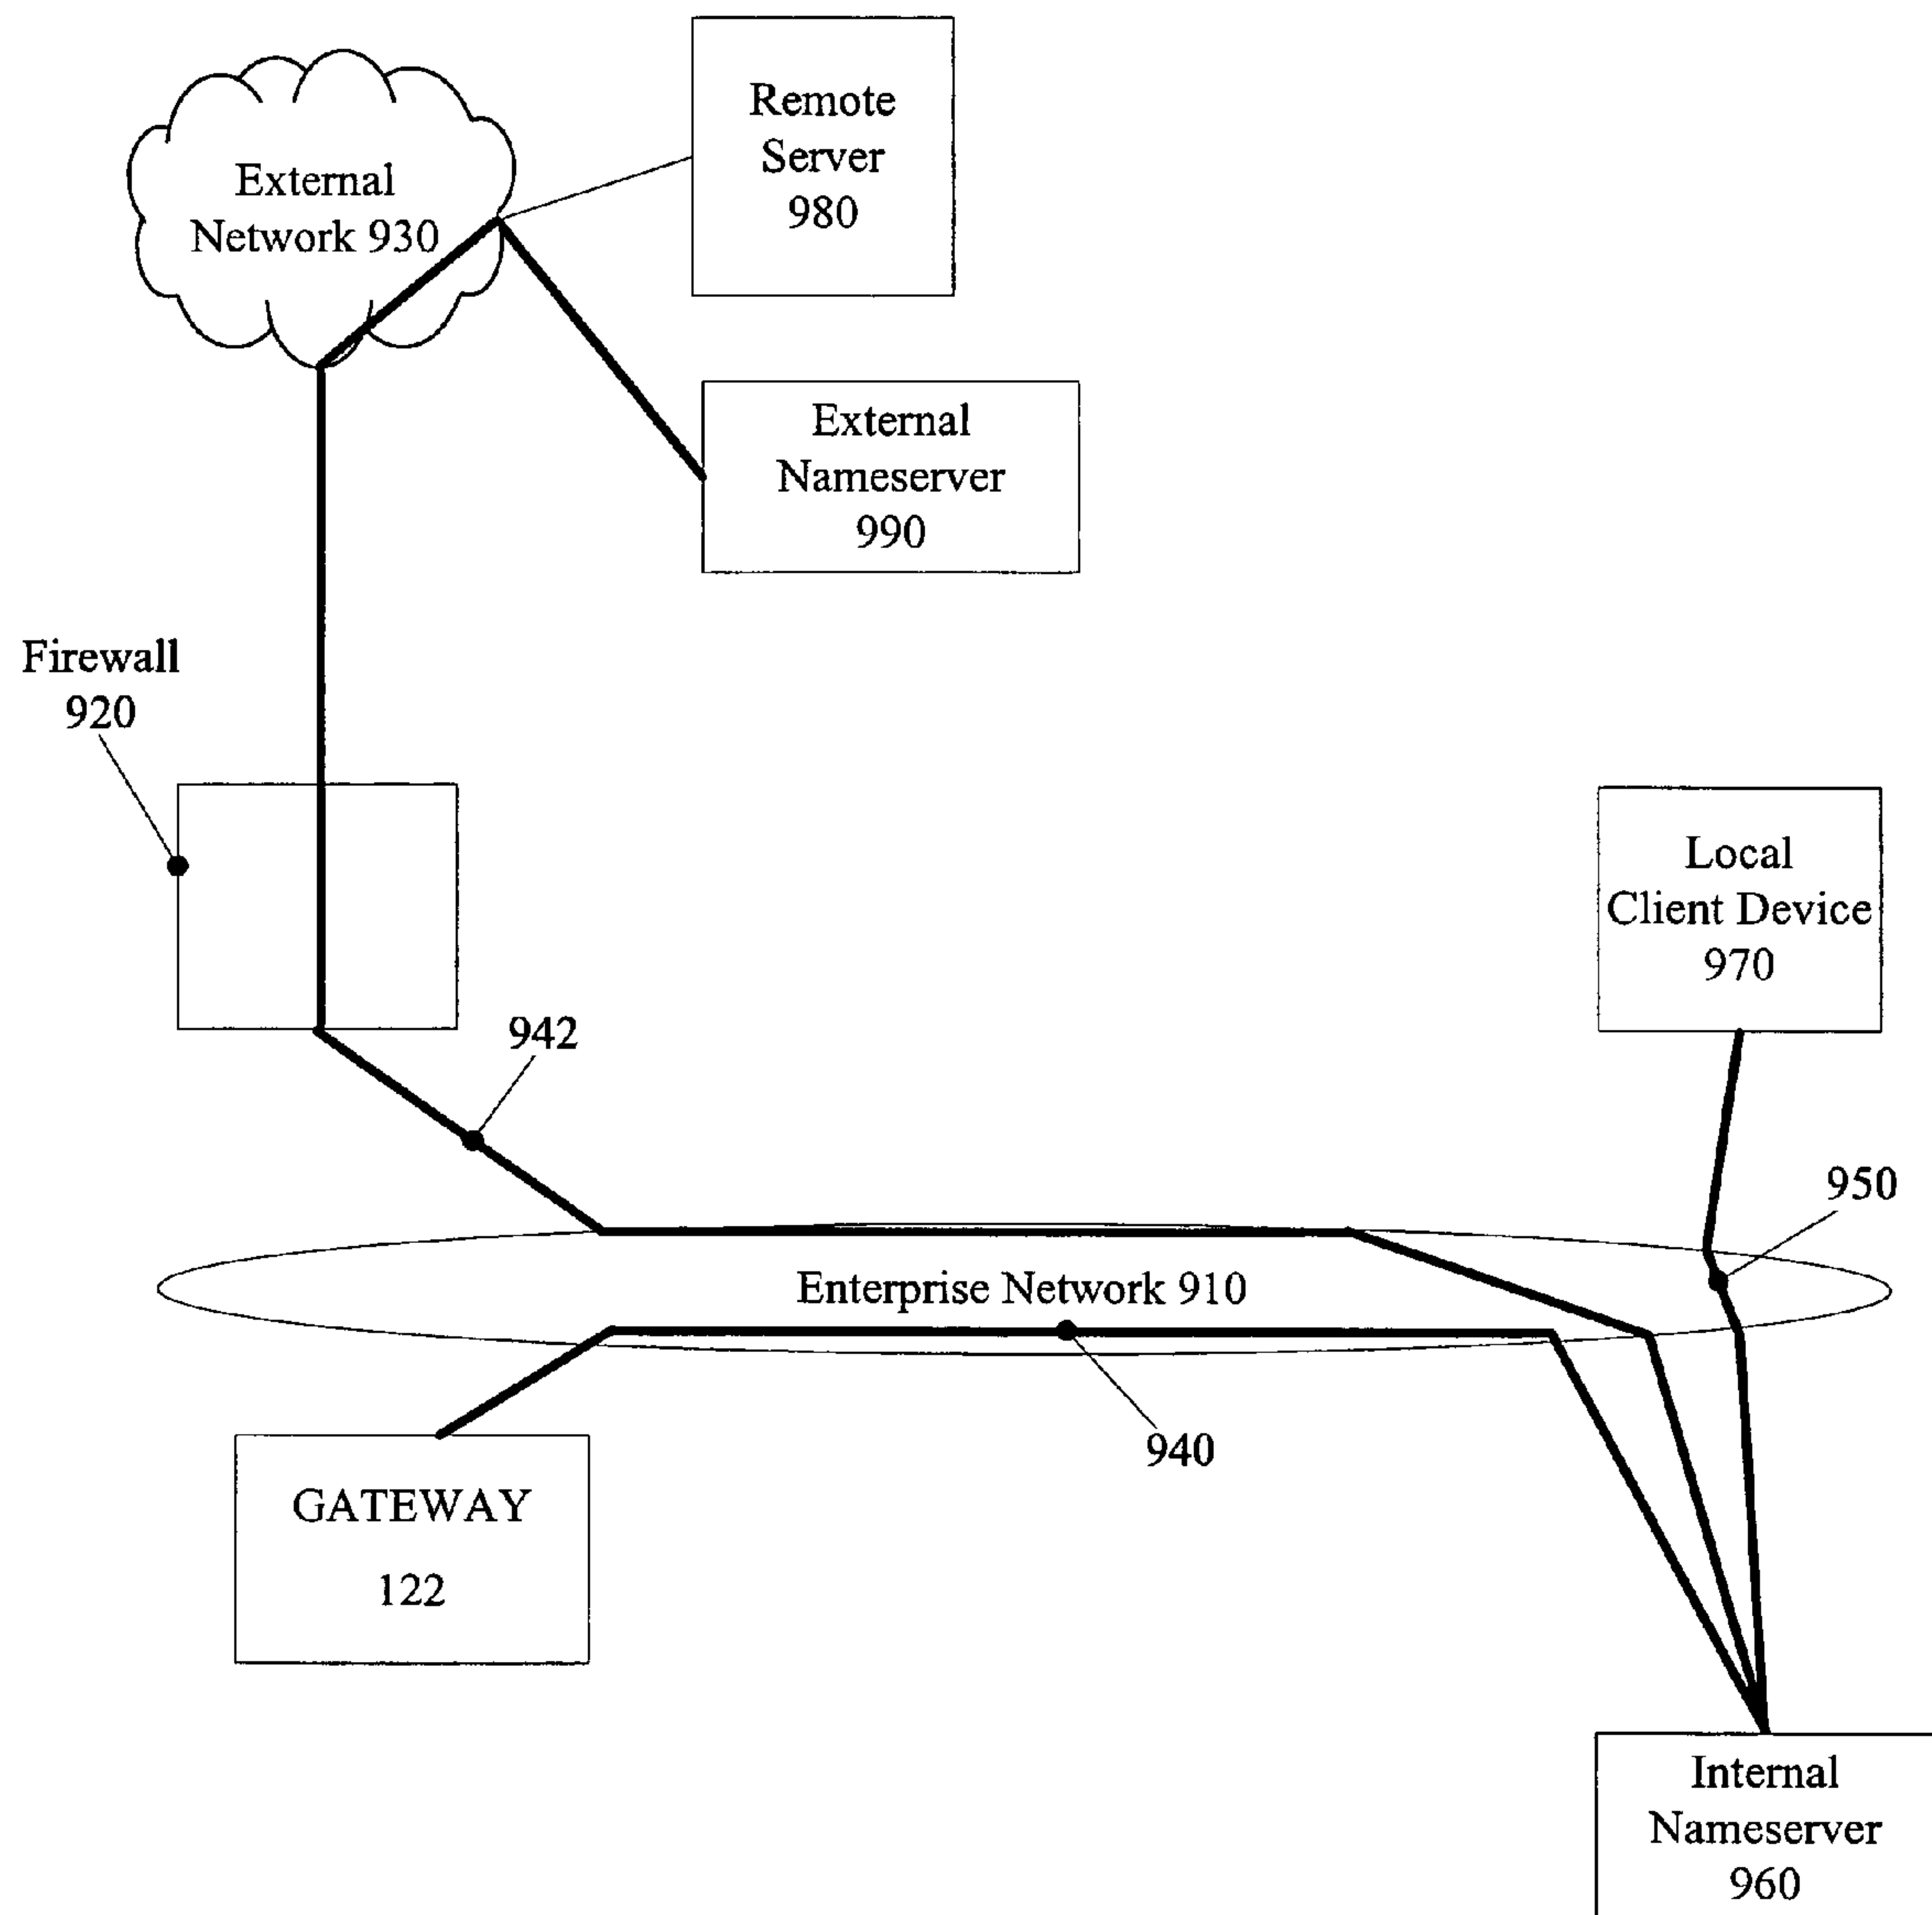 Remote
Server
980
External
Network 930
External
Nameserver
990
Firewall
920
Local
Client Device
970
942
950
Enterprise Network 910
940
GATEWAY
122
Internal
Nameserver
960